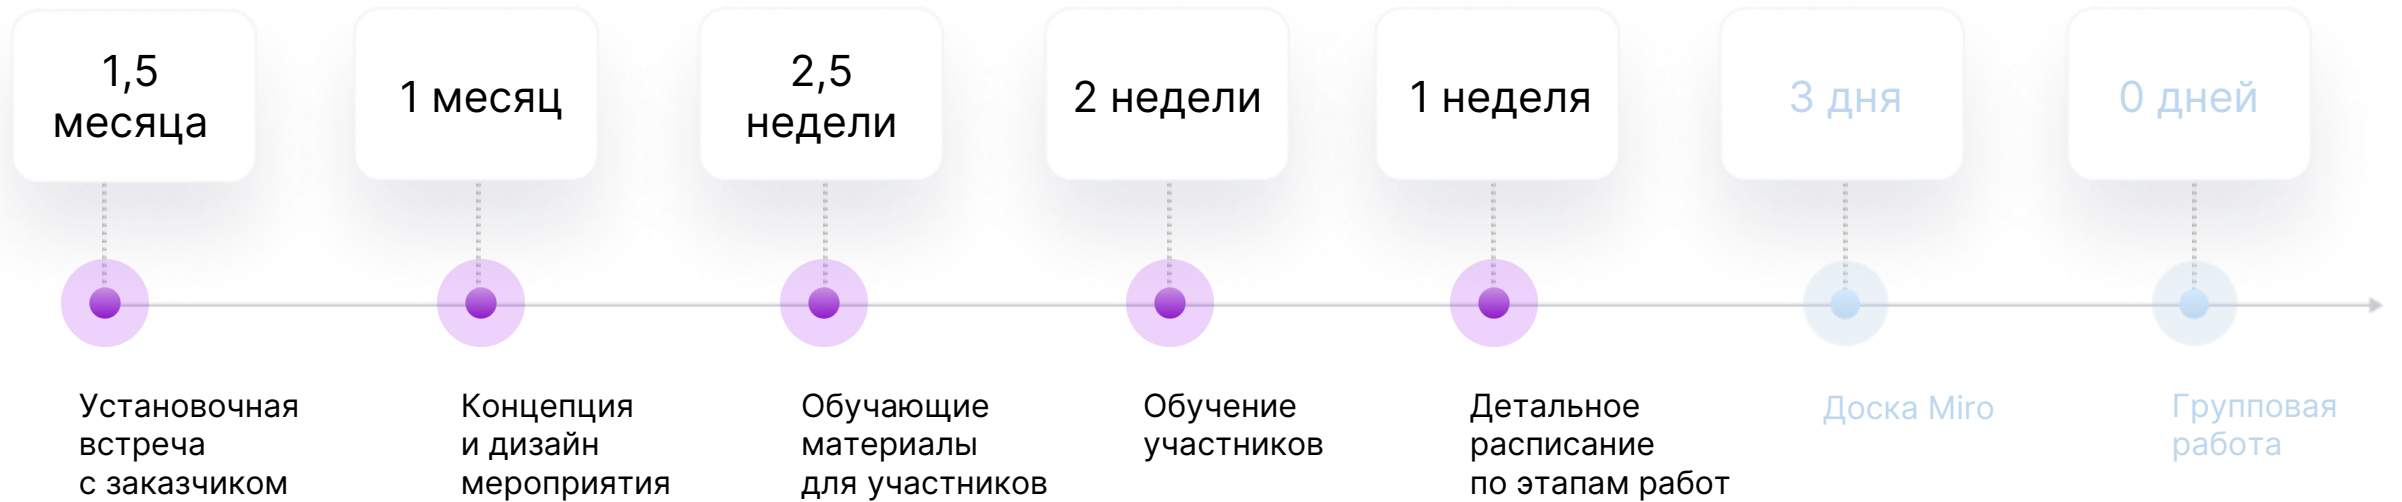 1,5
месяца
1 месяц
2,5
недели
2 недели
1 неделя
3 дня
0 дней
Установочная
встреча
с заказчиком
Концепция
и дизайн
мероприятия
Обучающие
материалы
для участников
Обучение
участников
Детальное
расписание
по этапам работ
Доска Miro
Групповая
работа